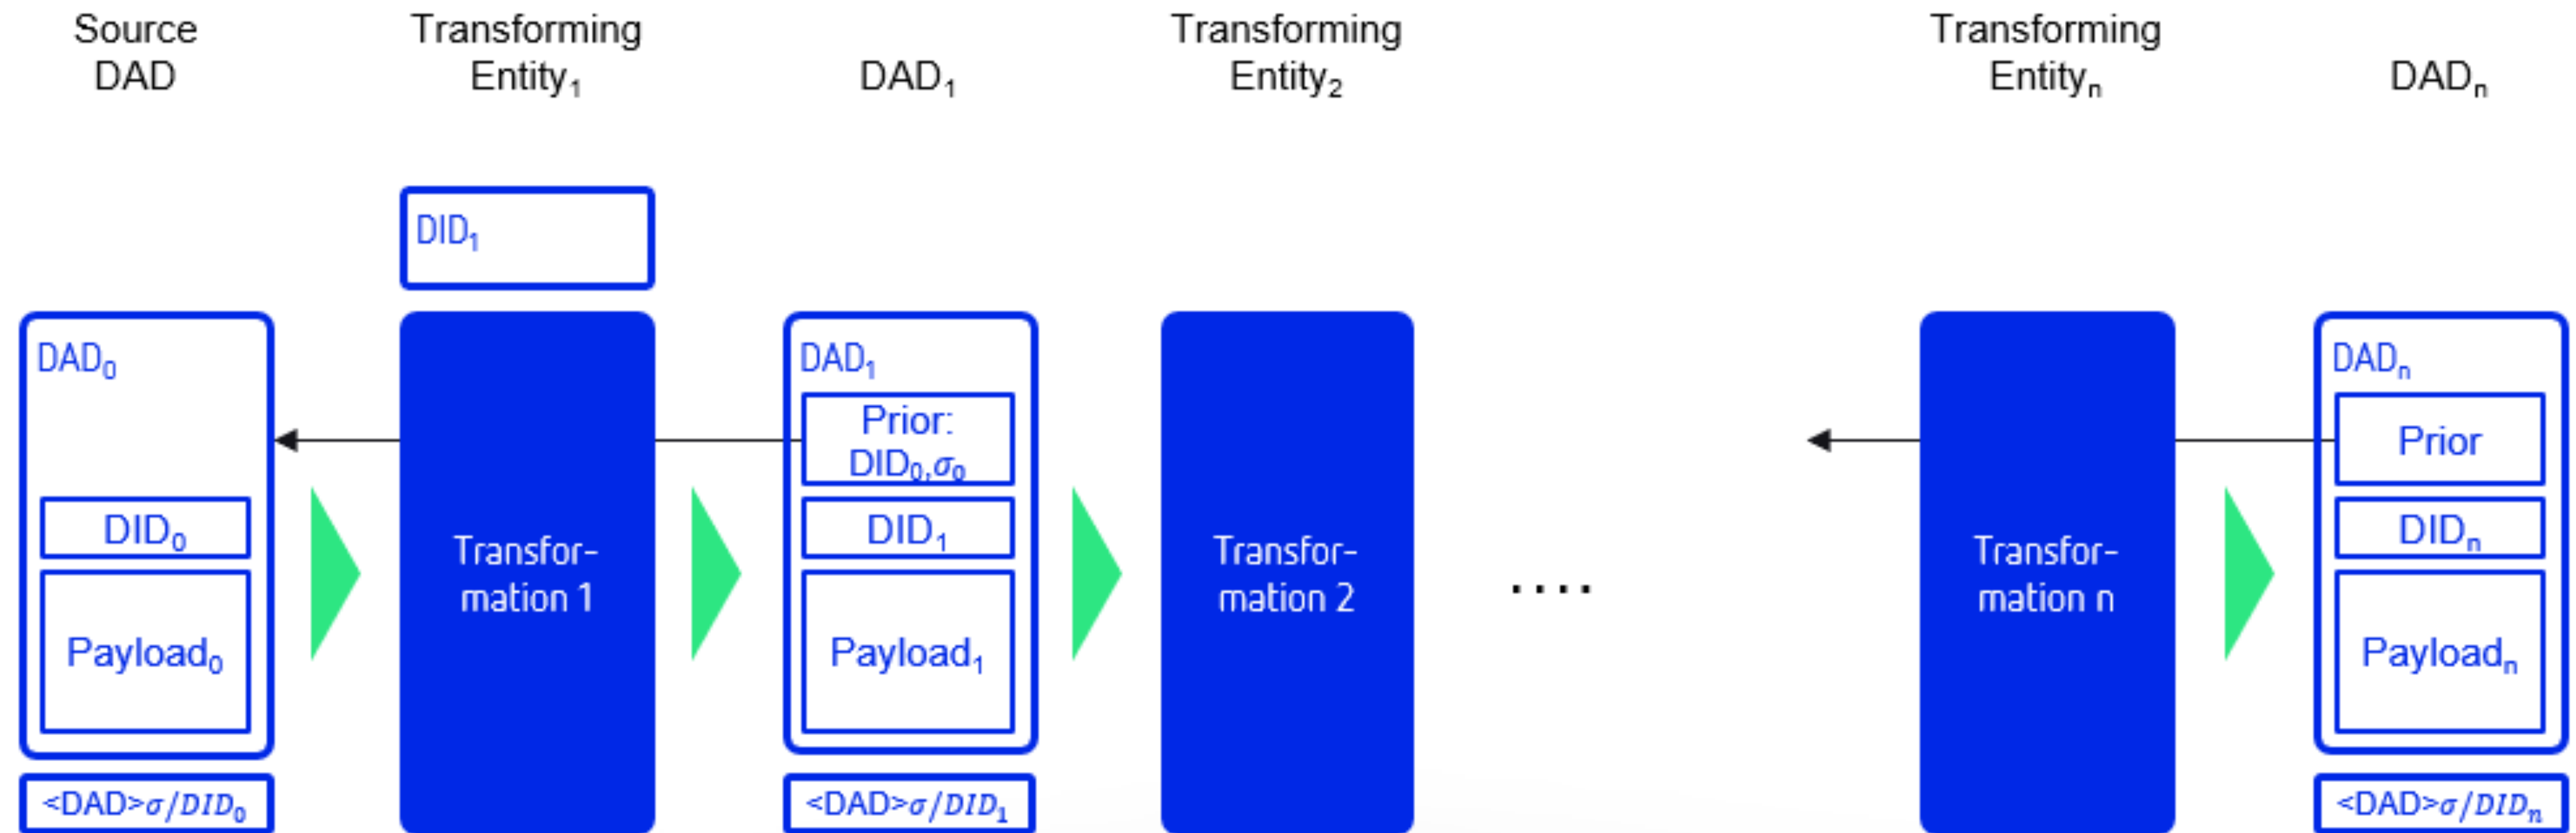 Source
DAD
Transforming
Entity₁
DAD₁
Transforming
Entity₂
Transforming
Entityₙ
DADₙ
DID₁
DAD₀
DID₀
Payload₀
<DAD>σ/DID₀
Transfor-
mation 1
DAD₁
Prior:
DID₀,σ₀
DID₁
Payload₁
<DAD>σ/DID₁
Transfor-
mation 2
....
Transfor-
mation n
DADₙ
Prior
DIDₙ
Payloadₙ
<DAD>σ/DIDₙ